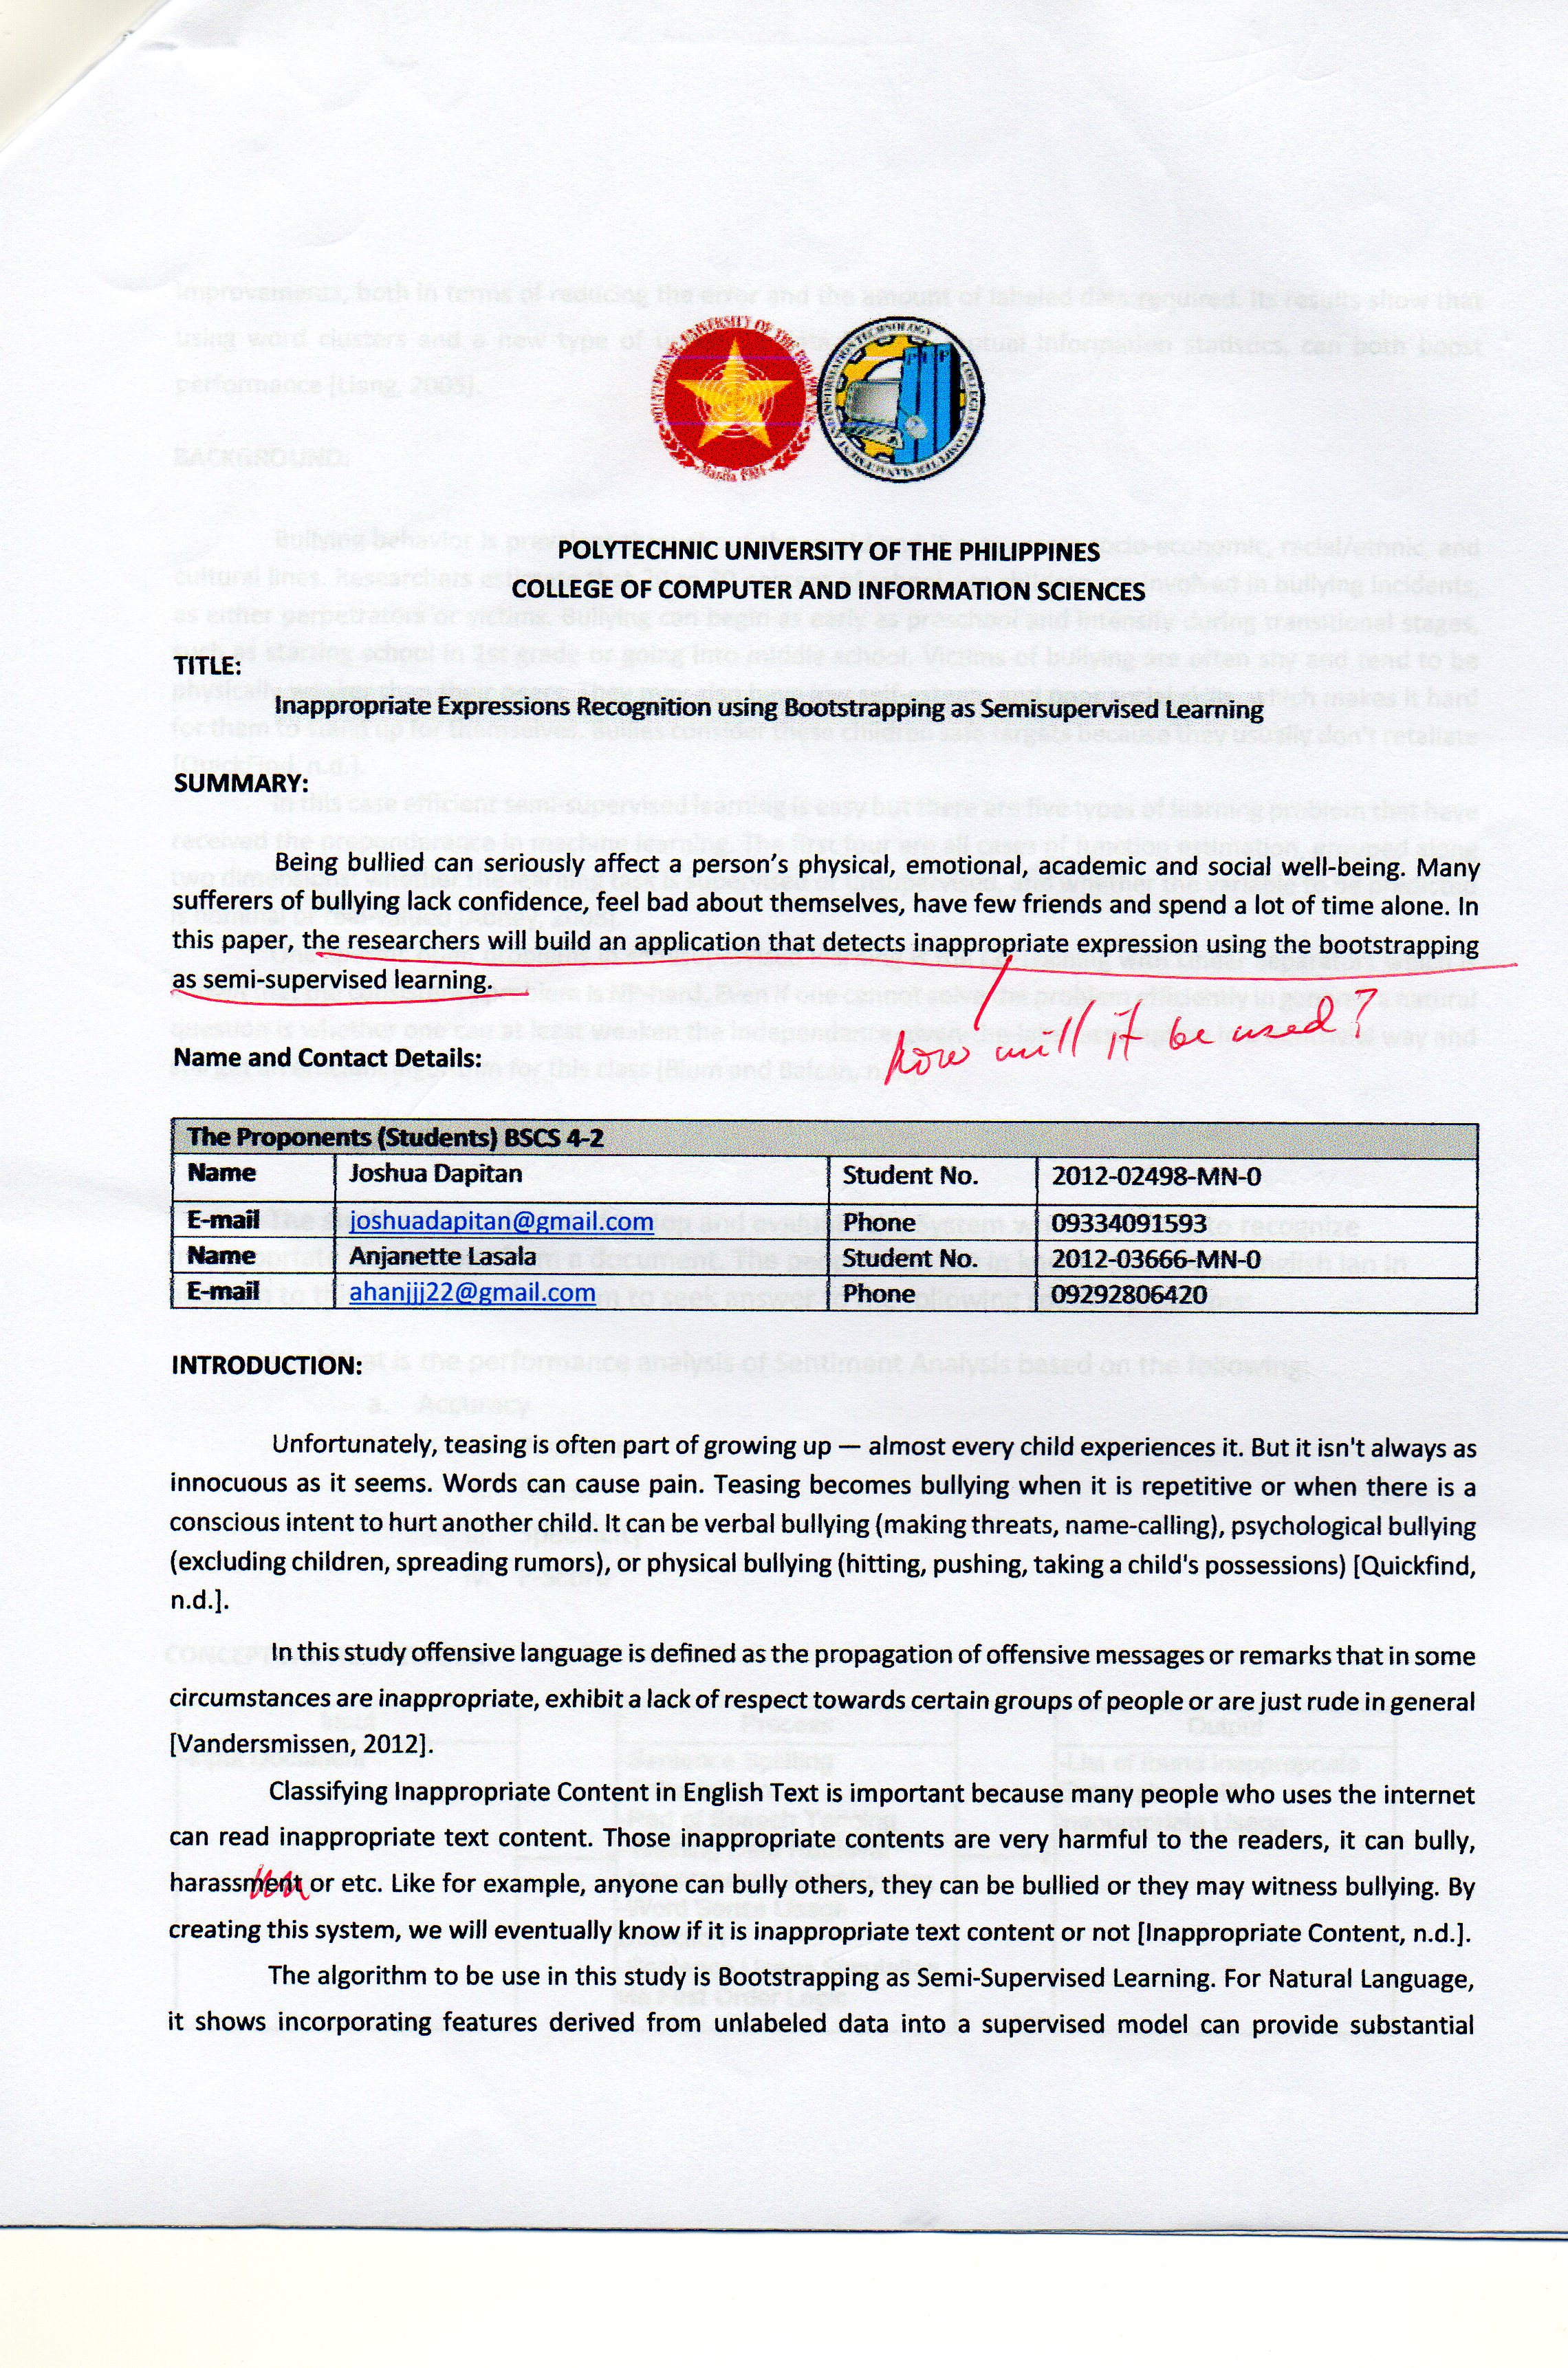 POLYTECHNIC UNIVERSITY OF THE PHILIPPINES
COLLEGE OF COMPUTER AND INFORMATION SCIENCES
TITLE:
Inappropriate Expressions Recognition using Bootstrapping as Semisupervised Learning
SUMMARY:
Being bullied can seriously affect a person's physical, emotional, academic and social well-being. Many
sufferers of bullying lack confidence, feel bad about themselves, have few friends and spend a lot of time alone. In
this paper, the researchers will build an application that detects inappropriate expression using the bootstrapping
as semi-supervised learning.
how will it be used?
Name and Contact Details:
The Proponents (Students) BSCS 4-2
Name Joshua Dapitan Student No. 2012-02498-MN-0
E-mail joshuadapitan@gmail.com Phone 09334091593
Name Anjanette Lasala Student No. 2012-03666-MN-0
E-mail ahanjjj22@gmail.com Phone 09292806420
INTRODUCTION:
Unfortunately, teasing is often part of growing up — almost every child experiences it. But it isn't always as
innocuous as it seems. Words can cause pain. Teasing becomes bullying when it is repetitive or when there is a
conscious intent to hurt another child. It can be verbal bullying (making threats, name-calling), psychological bullying
(excluding children, spreading rumors), or physical bullying (hitting, pushing, taking a child's possessions) [Quickfind,
n.d.].
In this study offensive language is defined as the propagation of offensive messages or remarks that in some
circumstances are inappropriate, exhibit a lack of respect towards certain groups of people or are just rude in general
[Vandersmissen, 2012].
Classifying Inappropriate Content in English Text is important because many people who uses the internet
can read inappropriate text content. Those inappropriate contents are very harmful to the readers, it can bully,
harassment or etc. Like for example, anyone can bully others, they can be bullied or they may witness bullying. By
creating this system, we will eventually know if it is inappropriate text content or not [Inappropriate Content, n.d.].
The algorithm to be use in this study is Bootstrapping as Semi-Supervised Learning. For Natural Language,
it shows incorporating features derived from unlabeled data into a supervised model can provide substantial